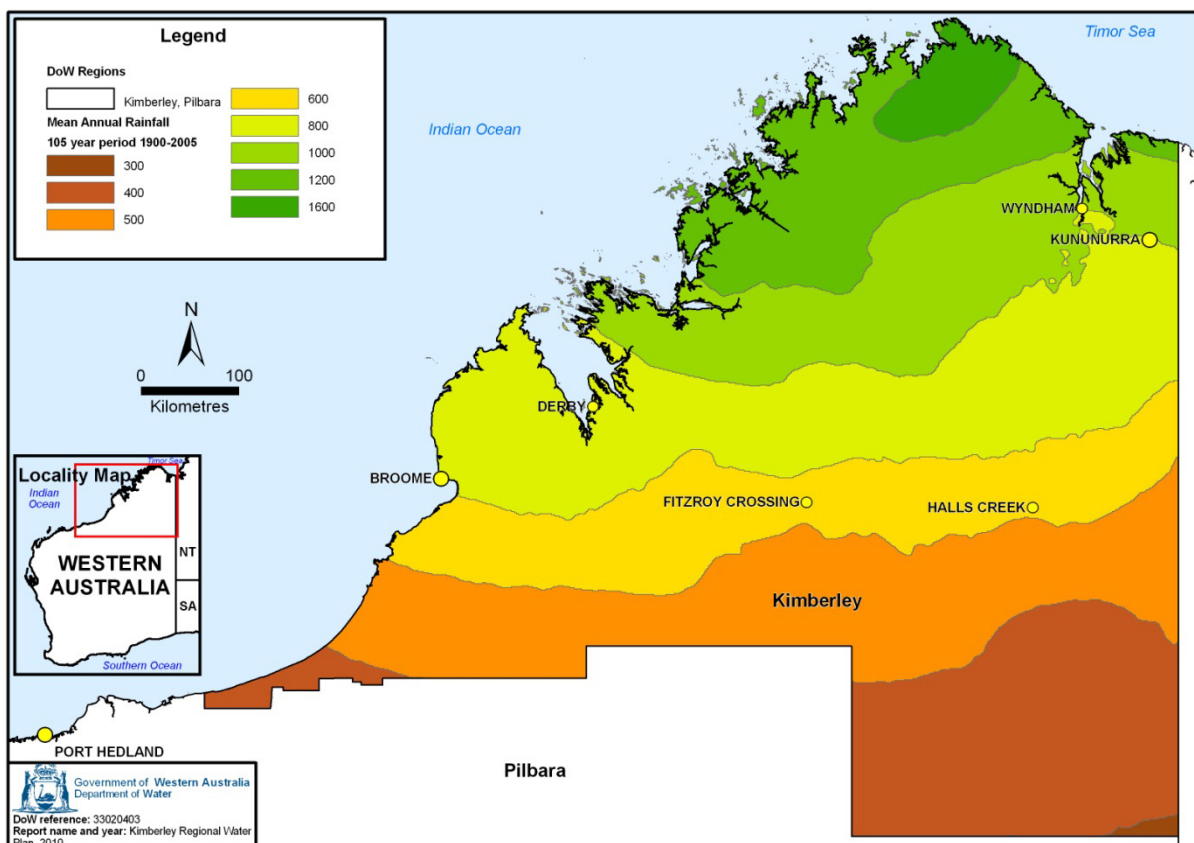 Legend
DoW Regions
Kimberley, Pilbara
Mean Annual Rainfall
105 year period 1900-2005
300
400
500
600
800
1000
1200
1600
Timor Sea
Indian Ocean
WYNDHAM
KUNUNURRA
N
0 100
Kilometres
DERBY
BROOME
FITZROY CROSSING
HALLS CREEK
Kimberley
Locality Map
Timor Sea
Indian
Ocean
WESTERN
AUSTRALIA
NT
SA
Southern Ocean
PORT HEDLAND
Pilbara
Government of Western Australia
Department of Water
DoW reference: 33020403
Report name and year: Kimberley Regional Water
Plan, 2010